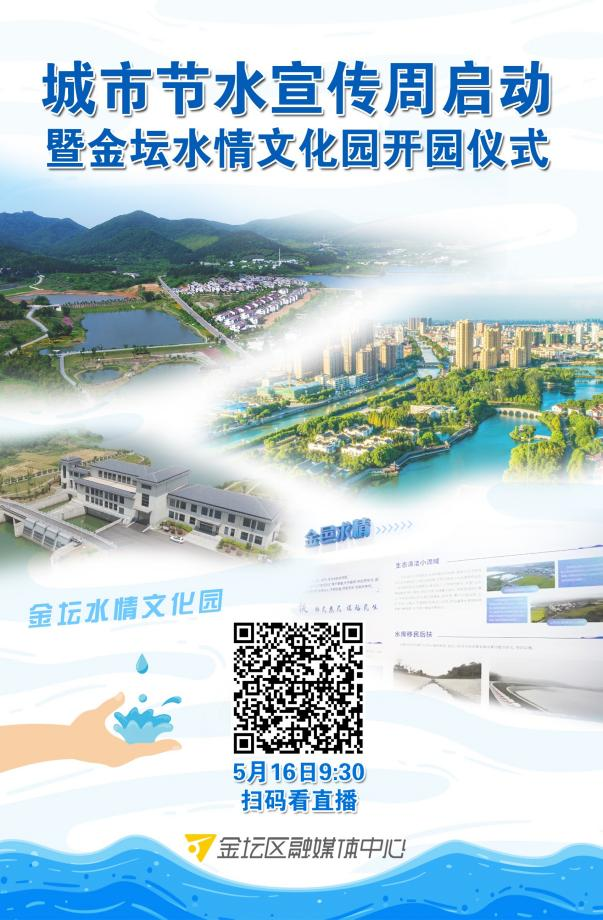 城市节水宣传周启动
暨金坛水情文化园开园仪式
金邑水情
生态清洁小流域
水库移民后扶
金坛水情文化园
5月16日9:30
扫码看直播
金坛区融媒体中心